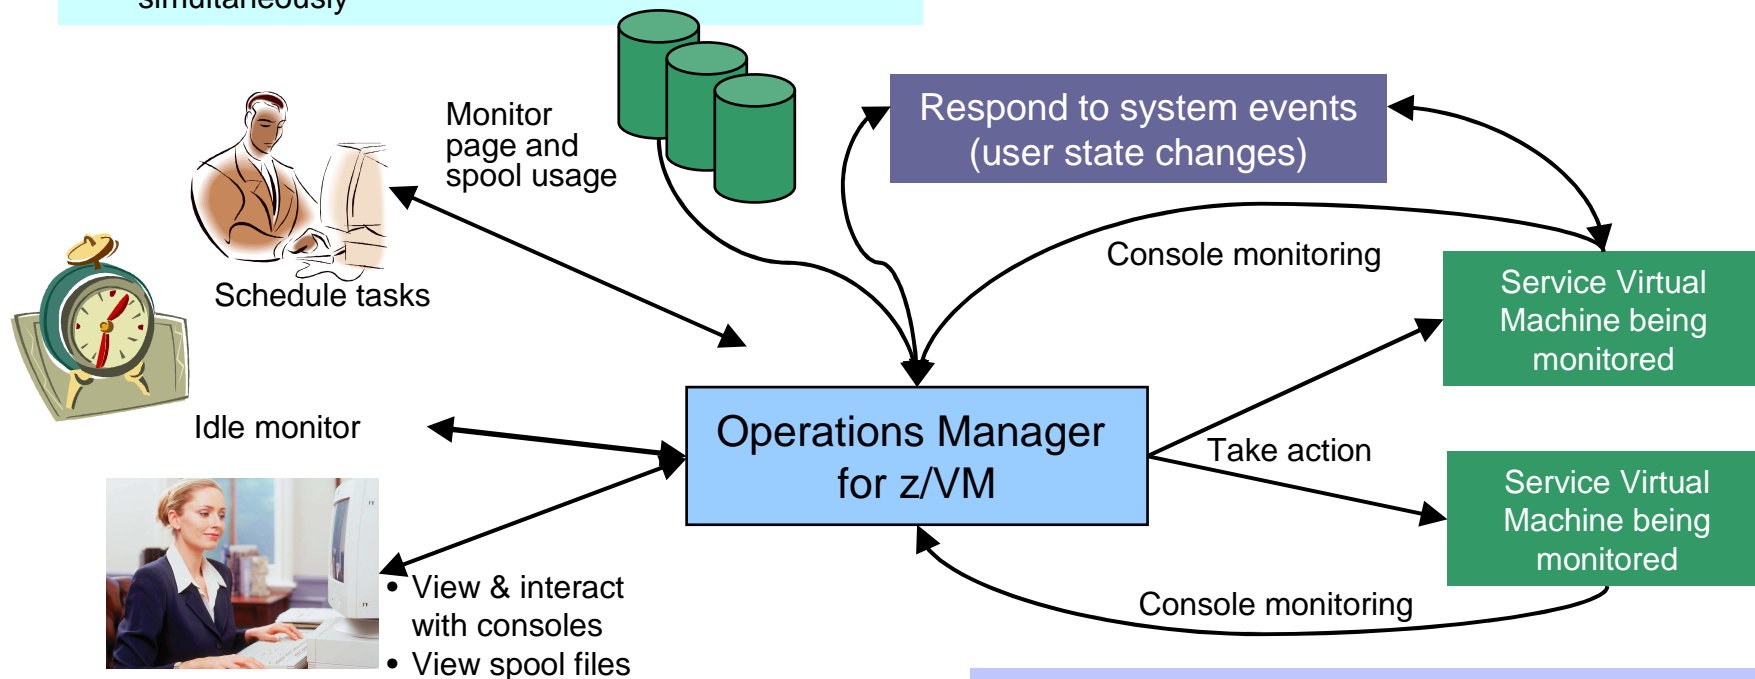 simultaneously
Monitor
page and
spool usage
Respond to system events
(user state changes)
Schedule tasks
Console monitoring
Service Virtual
Machine being
monitored
Idle monitor
Operations Manager
for z/VM
Take action
Service Virtual
Machine being
monitored
• View & interact
with consoles
• View spool files
Console monitoring